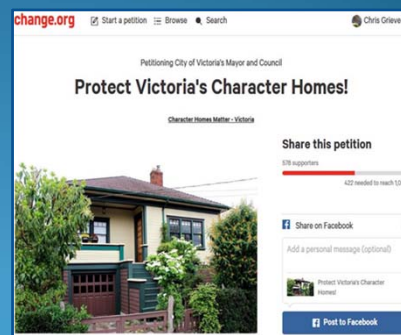 change.org Start a petition Browse Search Chris Grieve
Petitioning City of Victoria's Mayor and Council
Protect Victoria's Character Homes!
Character Homes Matter - Victoria
Share this petition
578 supporters
422 needed to reach 1,0
Share on Facebook
Add a personal message (optional)
Protect Victoria's Character
Homes!
Post to Facebook